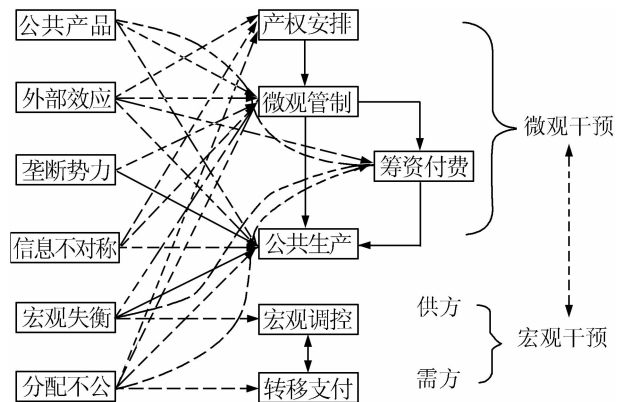 公共产品
产权安排
外部效应
微观管制
微观干预
垄断势力
筹资付费
信息不对称
公共生产
宏观失衡
宏观调控
供方
宏观干预
分配不公
转移支付
需方